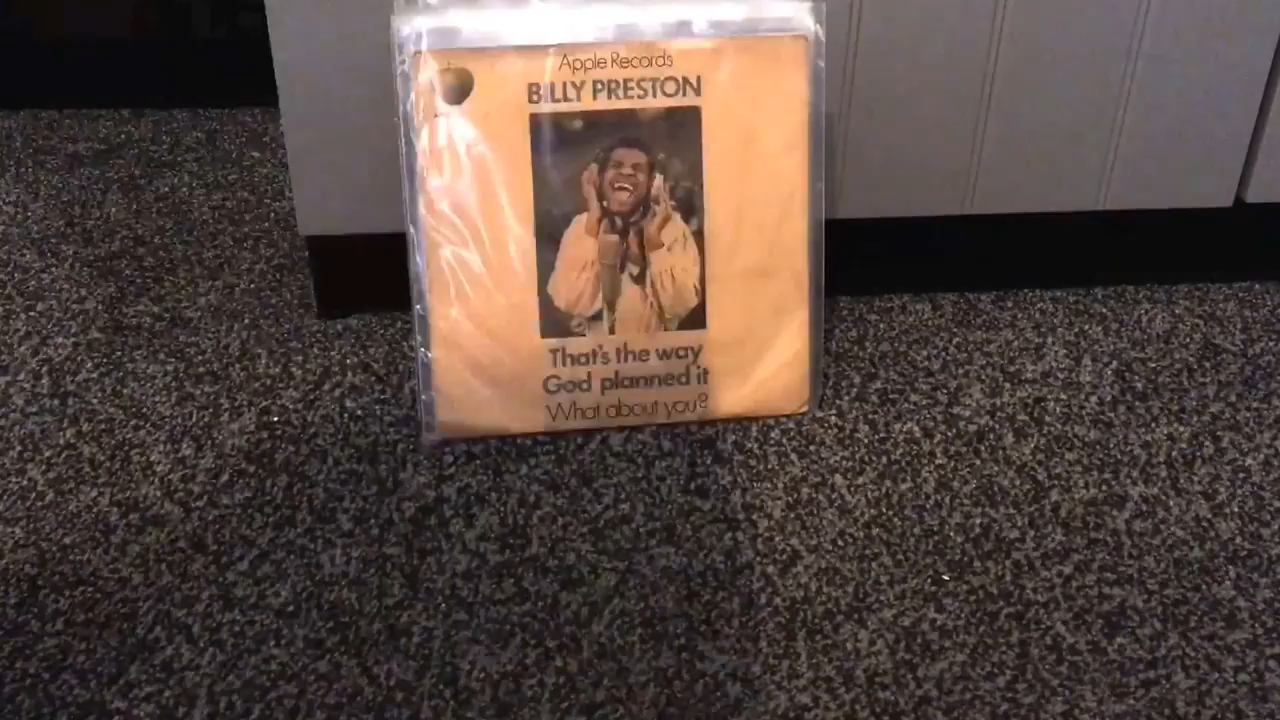 Apple Records
BILLY PRESTON
That's the way
God planned it
What about you?